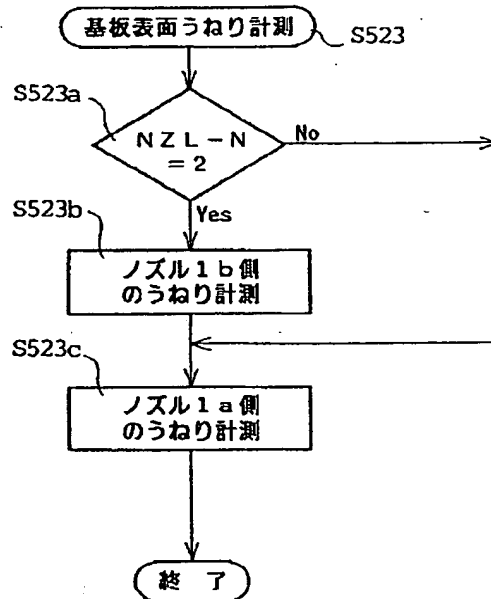 基板表面うねり計測
S523
S523a
NZL-N
=2
No
Yes
S523b
ノズル1b側
のうねり計測
S523c
ノズル1a側
のうねり計測
終 了